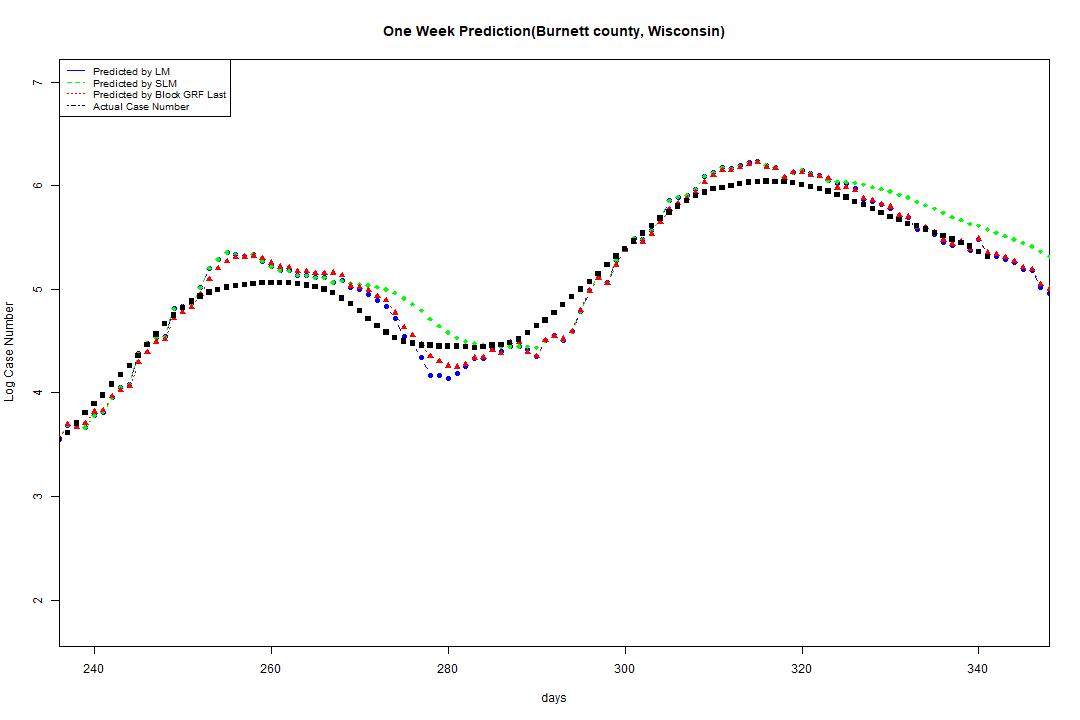 One Week Prediction(Burnett county, Wisconsin)
Predicted by LM
Predicted by SLM
Predicted by Block GRF Last
Actual Case Number
7
6
5
4
3
2
Log Case Number
240 260 280 300 320 340
days